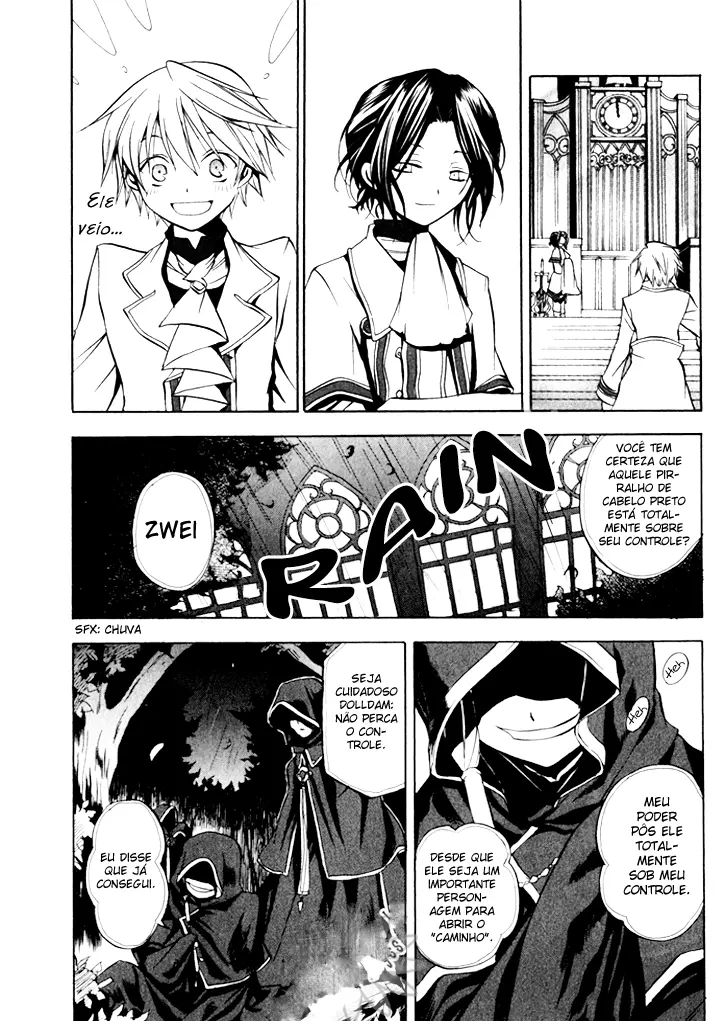 Ele
veio...
VOCÊ TEM
CERTEZA QUE
AQUELE PIR-
RALHO DE
CABELO PRETO
ESTÁ TOTAL-
MENTE SOBRE
SEU CONTROLE?
RAIN
ZWEI
SFX: CHUVA
Heh
Heh
MEU
PODER
PÔS ELE
TOTAL-
MENTE
SOB MEU
CONTROLE.
DESDE QUE
ELE SEJA UM
IMPORTANTE
PERSON-
AGEM PARA
ABRIR O
"CAMINHO".
SEJA
CUIDADOSO
DOLLDAM:
NÃO PERCA
O CON-
TROLE.
EU DISSE
QUE JÁ
CONSEGUI.